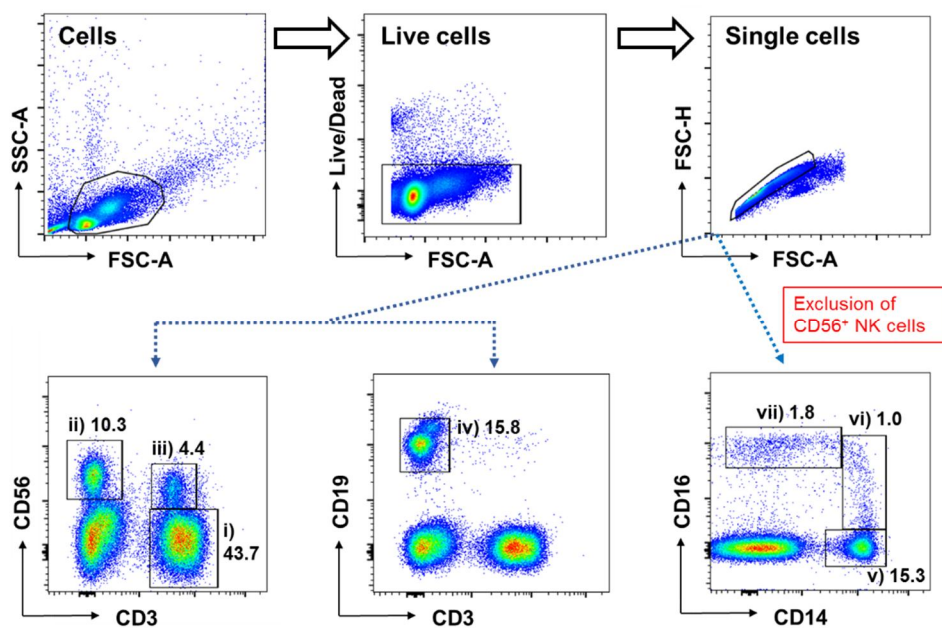 Cells
Live cells
Single cells
SSC-A
FSC-A
Live/Dead
FSC-A
FSC-H
FSC-A
Exclusion of
CD56⁺ NK cells
ii) 10.3
iii) 4.4
i)
43.7
CD56
CD3
iv) 15.8
CD19
CD3
vii) 1.8
vi) 1.0
v) 15.3
CD16
CD14